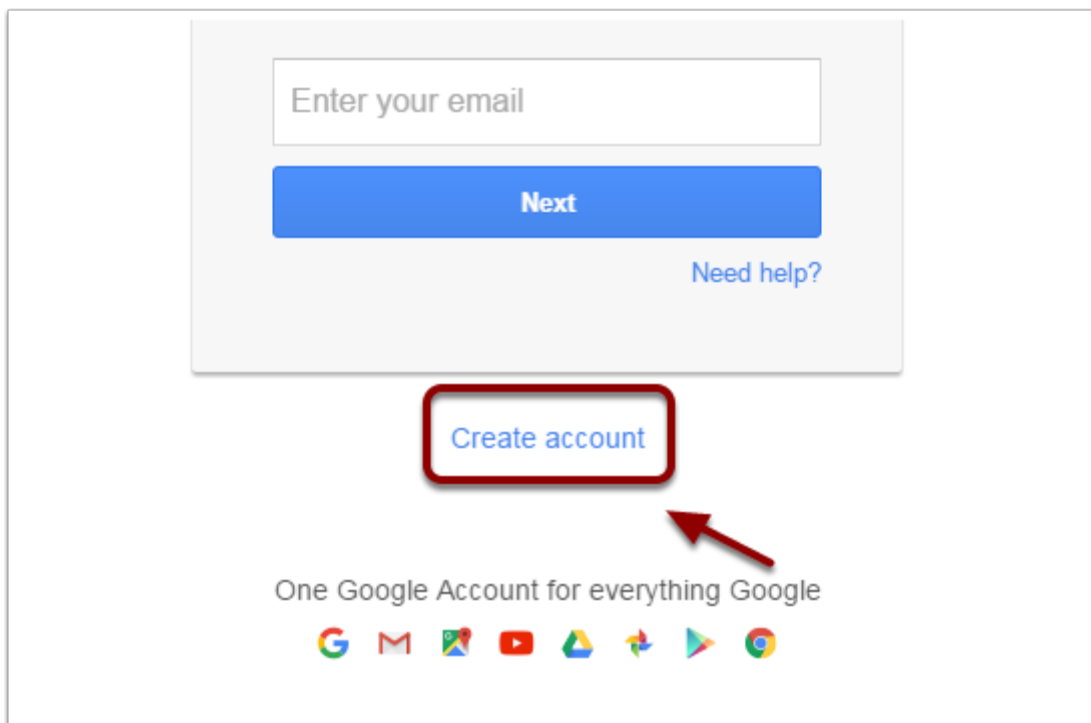 Enter your email
Next
Need help?
Create account
One Google Account for everything Google